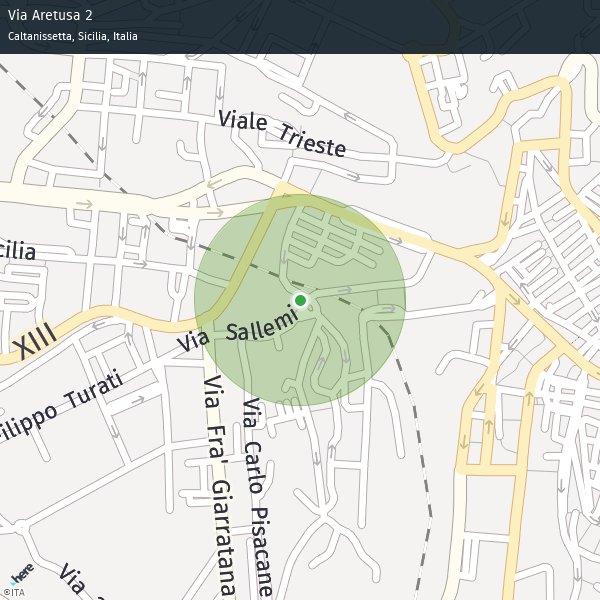 Via Aretusa 2
Caltanissetta, Sicilia, Italia
Viale Trieste
cilia
XIII
Via Sallemi
ilippo Turati
Via Fra' Giarratana
Via Carlo Pisacane
Via
here
©ITA